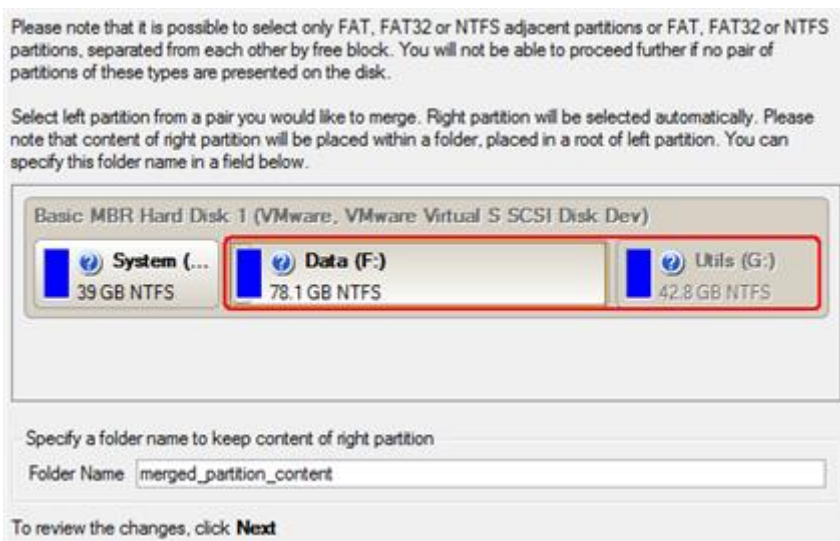 Please note that it is possible to select only FAT, FAT32 or NTFS adjacent partitions or FAT, FAT32 or NTFS
partitions, separated from each other by free block. You will not be able to proceed further if no pair of
partitions of these types are presented on the disk.
Select left partition from a pair you would like to merge. Right partition will be selected automatically. Please
note that content of right partition will be placed within a folder, placed in a root of left partition. You can
specify this folder name in a field below.
Basic MBR Hard Disk 1 (VMware, VMware Virtual S SCSI Disk Dev)
System (... Data (F:) Utils (G:)
39 GB NTFS 78.1 GB NTFS 42.8 GB NTFS
Specify a folder name to keep content of right partition
Folder Name merged_partition_content
To review the changes, click Next